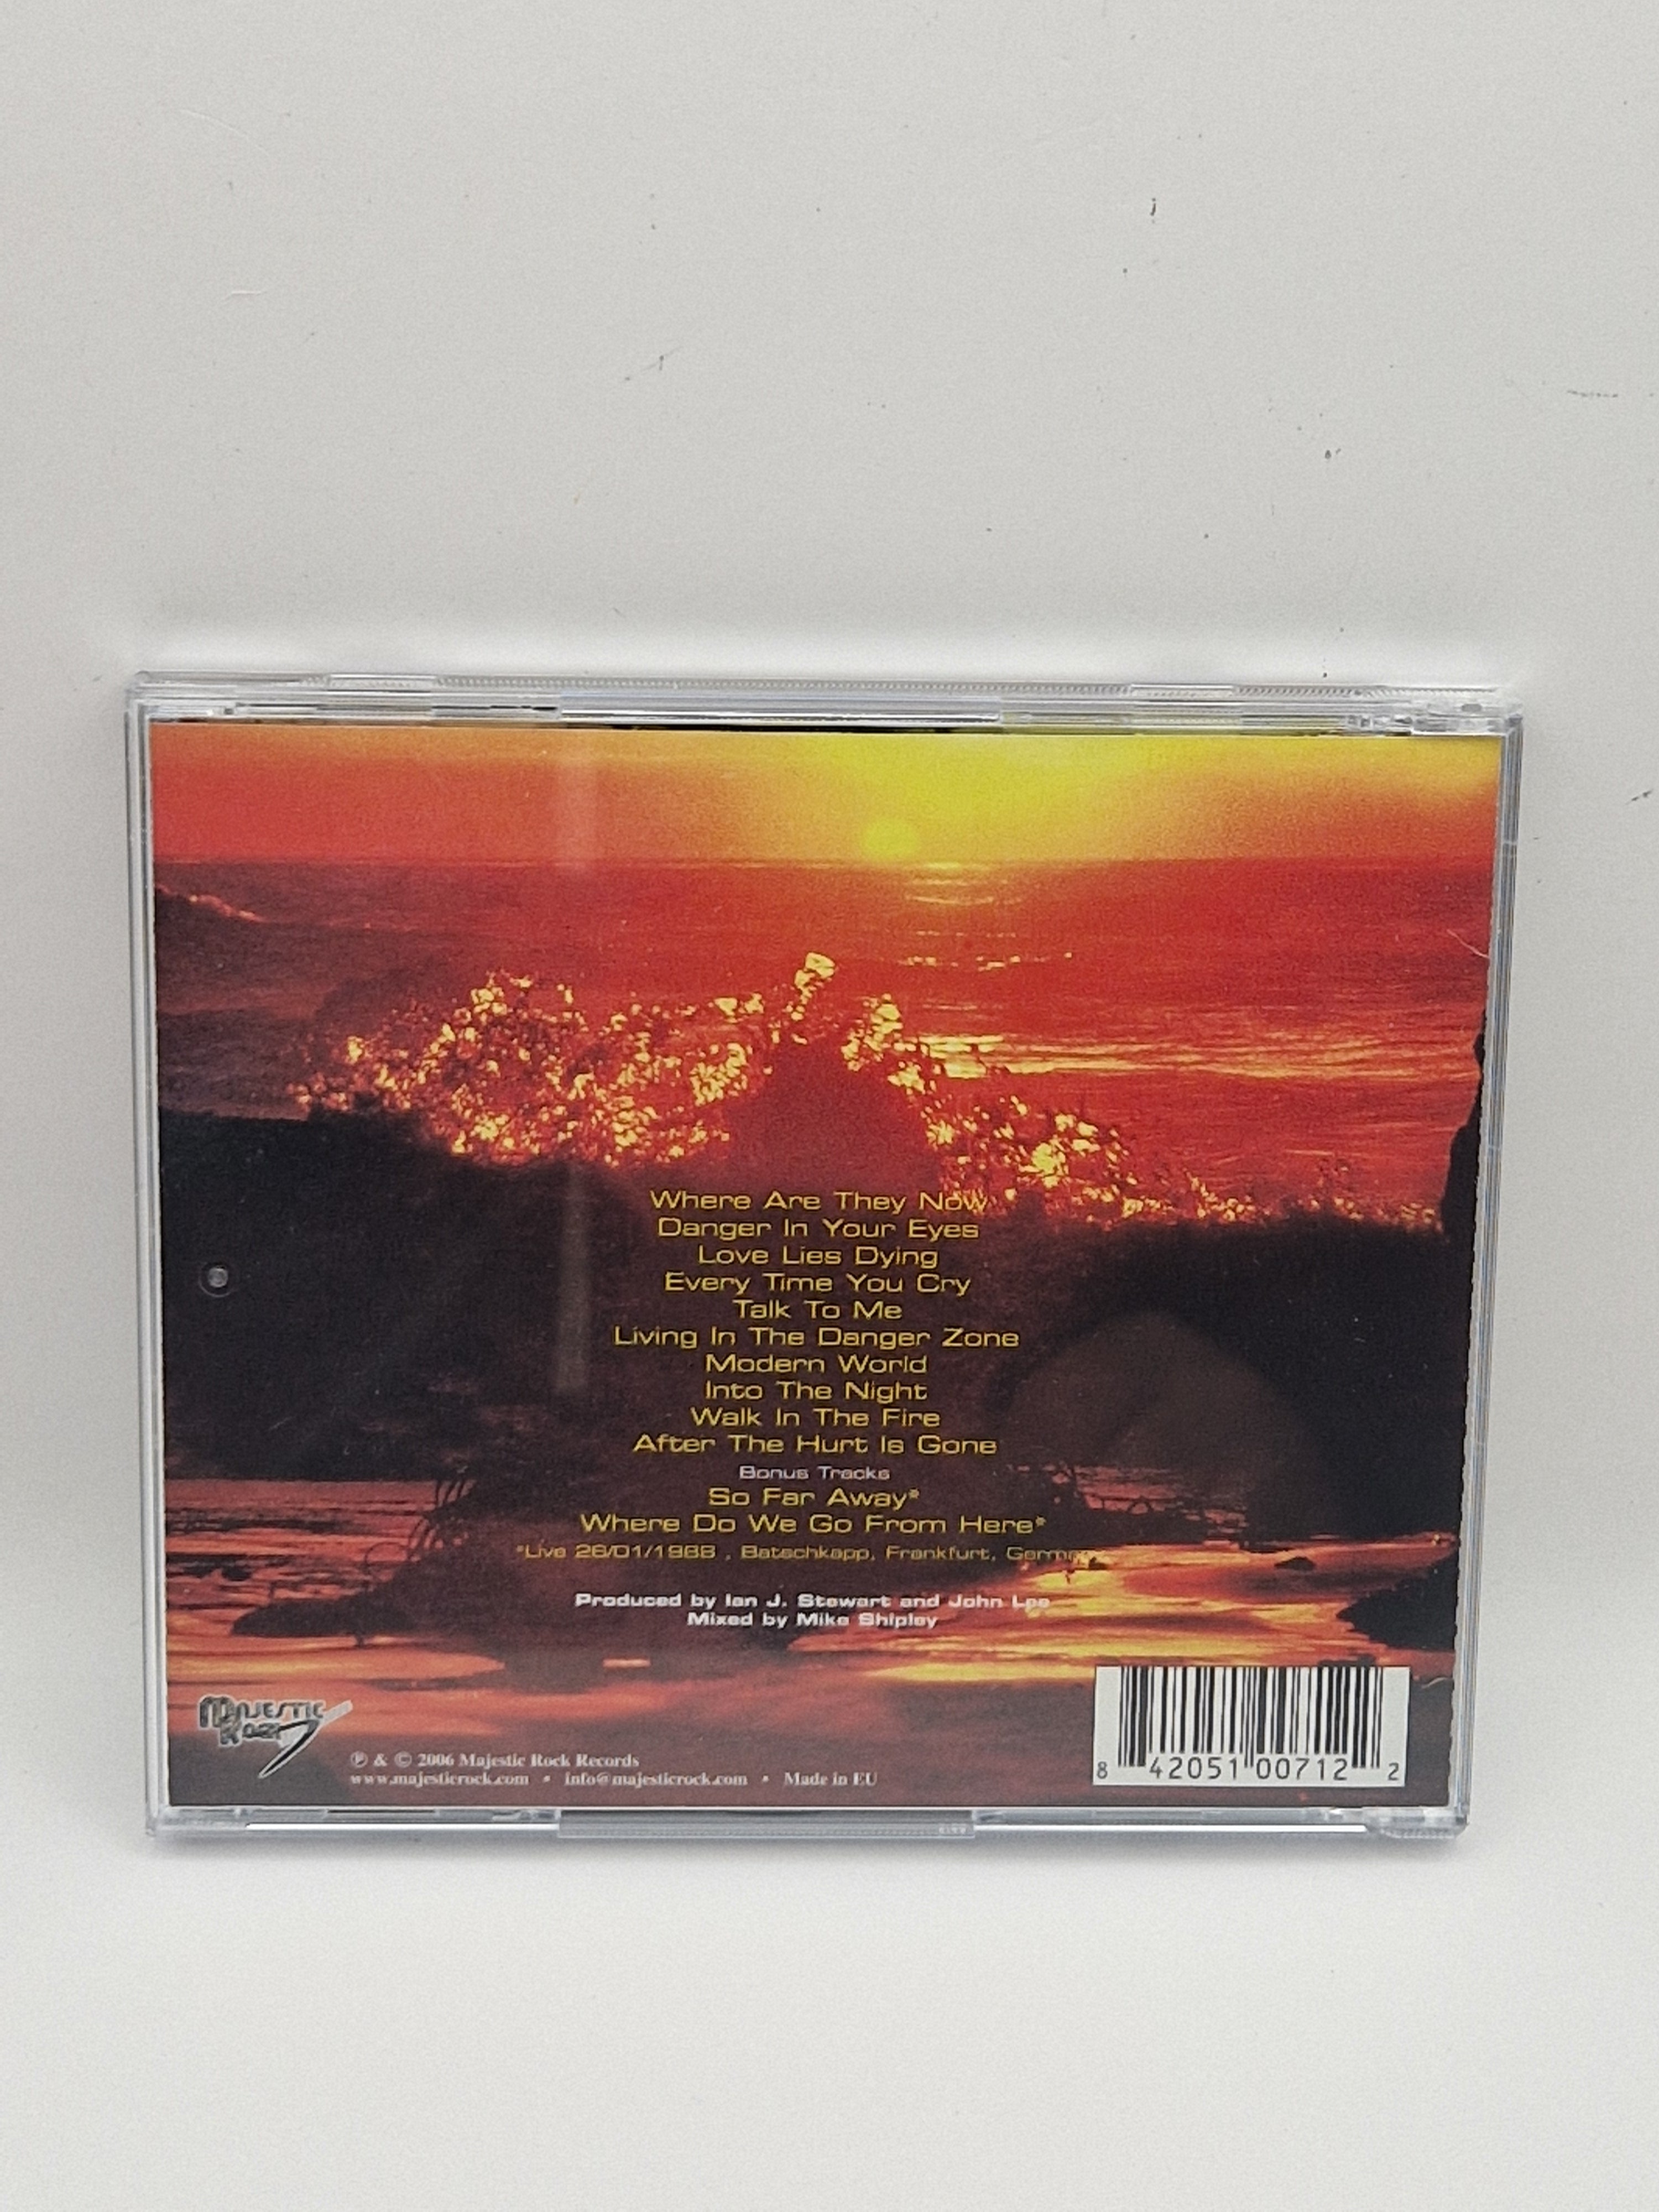 Where Are They Now
Danger In Your Eyes
Love Lies Dying
Every Time You Cry
Talk To Me
Living In The Danger Zone
Modern World
Into The Night
Walk In The Fire
After The Hurt Is Gone
Bonus Tracks
So Far Away*
Where Do We Go From Here*
*Live 26/01/1988 , Batschkapp, Frankfurt, Germany
Produced by Ian J. Stewart and John Lee
Mixed by Mike Shipley
MAJESTIC
ROCK
℗ & © 2006 Majestic Rock Records
www.majesticrock.com • info@majesticrock.com • Made in EU
8 42051 00712 2